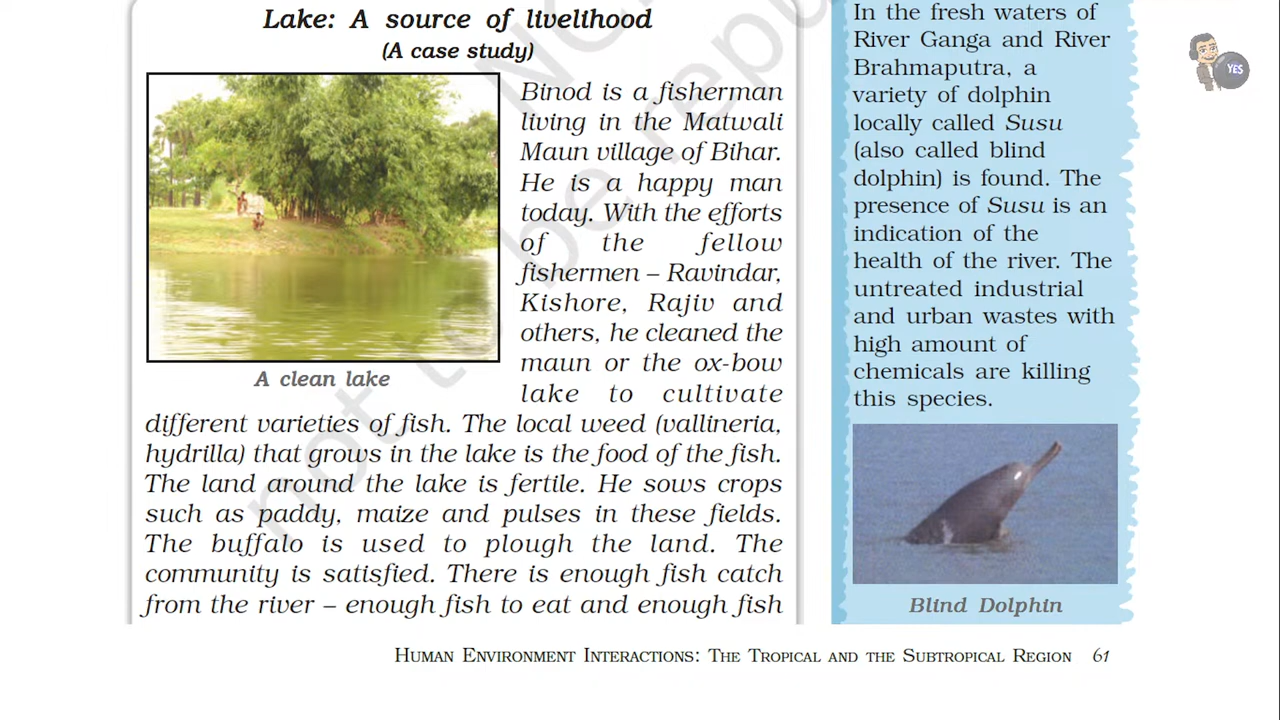 Lake: A source of livelihood
(A case study)
Binod is a fisherman
living in the Matwali
Maun village of Bihar.
He is a happy man
today. With the efforts
of the fellow
fishermen – Ravindar,
Kishore, Rajiv and
others, he cleaned the
maun or the ox-bow
lake to cultivate
different varieties of fish. The local weed (vallineria,
hydrilla) that grows in the lake is the food of the fish.
The land around the lake is fertile. He sows crops
such as paddy, maize and pulses in these fields.
The buffalo is used to plough the land. The
community is satisfied. There is enough fish catch
from the river – enough fish to eat and enough fish
A clean lake
In the fresh waters of
River Ganga and River
Brahmaputra, a
variety of dolphin
locally called Susu
(also called blind
dolphin) is found. The
presence of Susu is an
indication of the
health of the river. The
untreated industrial
and urban wastes with
high amount of
chemicals are killing
this species.
Blind Dolphin
YES
not to be repu
NC
HUMAN ENVIRONMENT INTERACTIONS: THE TROPICAL AND THE SUBTROPICAL REGION 61